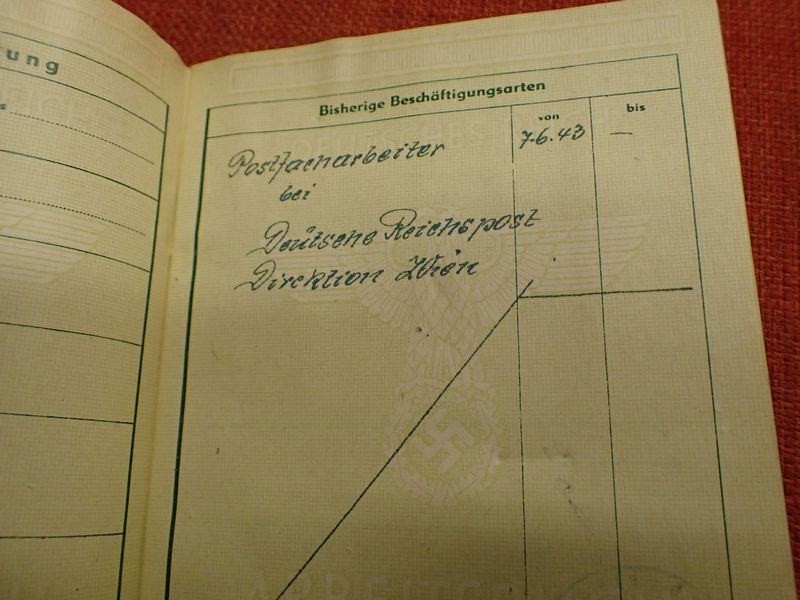 ung
Bisherige Beschäftigungsarten
von
bis
Postfacharbeiter
7.6.43 —
bei
Deutsche Reichspost
Direktion Wien